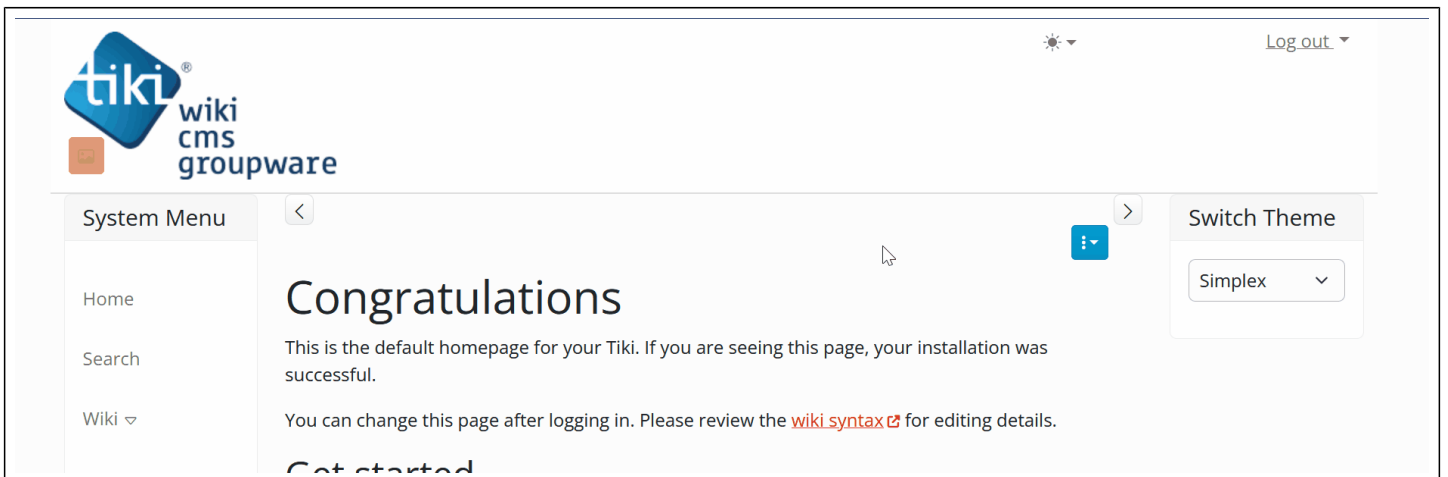 Log out
tiki®
wiki
cms
groupware
System Menu
Switch Theme
Simplex
Home
Search
Wiki
Congratulations
This is the default homepage for your Tiki. If you are seeing this page, your installation was
successful.
You can change this page after logging in. Please review the wiki syntax for editing details.
Get started